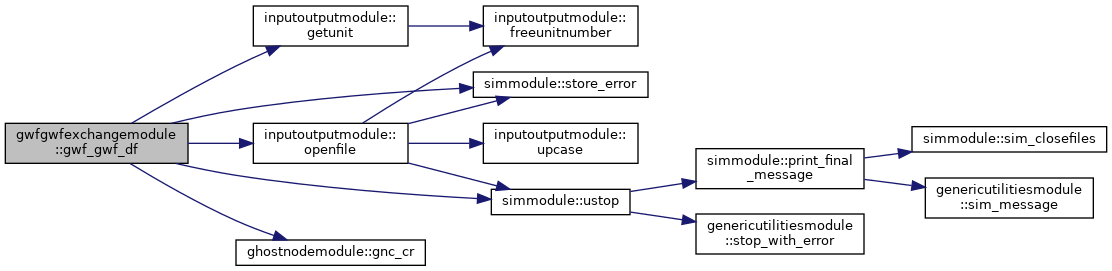 gwfgwfexchangemodule
::gwf_gwf_df
inputoutputmodule::
getunit
inputoutputmodule::
freeunitnumber
simmodule::store_error
inputoutputmodule::
openfile
inputoutputmodule::
upcase
simmodule::ustop
ghostnodemodule::gnc_cr
simmodule::print_final
_message
genericutilitiesmodule
::stop_with_error
simmodule::sim_closefiles
genericutilitiesmodule
::sim_message